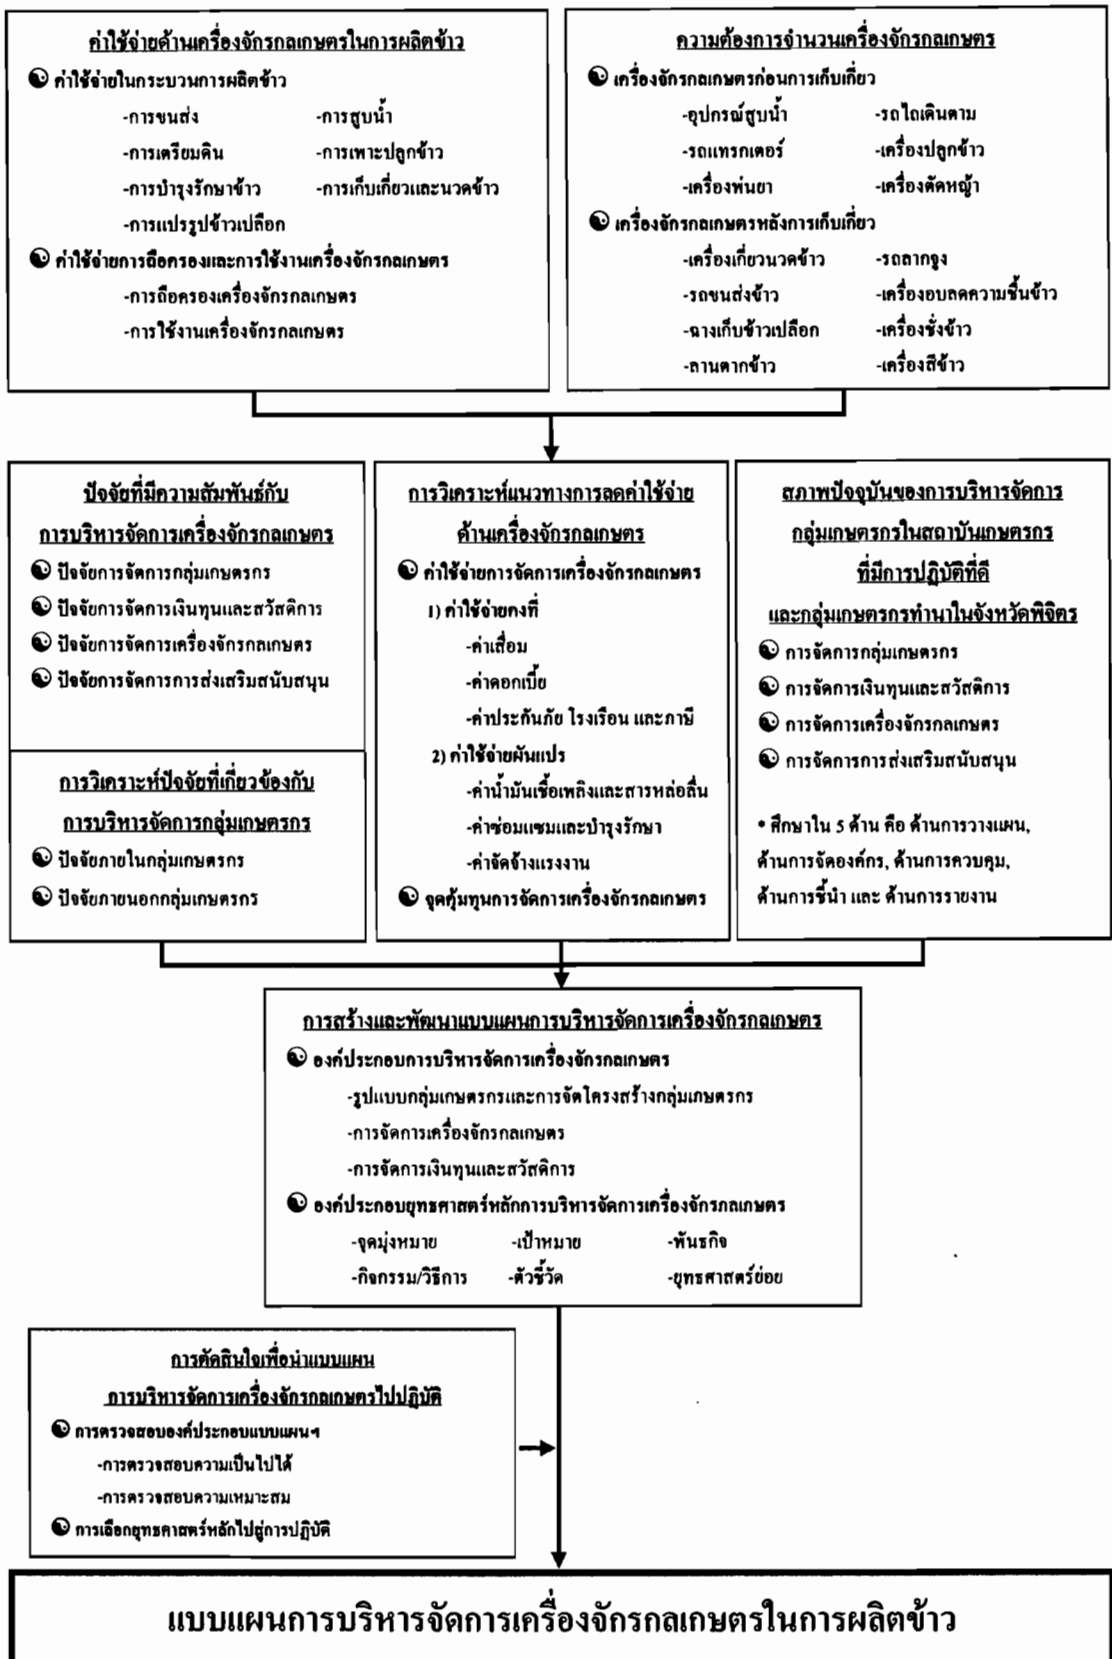 ค่าใช้จ่ายด้านเครื่องจักรกลเกษตรในการผลิตข้าว
ค่าใช้จ่ายในกระบวนการผลิตข้าว
-การขนส่ง -การสูบน้ำ
-การเตรียมดิน -การเพาะปลูกข้าว
-การบำรุงรักษาข้าว -การเก็บเกี่ยวและนวดข้าว
-การแปรรูปข้าวเปลือก
ค่าใช้จ่ายการถือครองและการใช้งานเครื่องจักรกลเกษตร
-การถือครองเครื่องจักรกลเกษตร
-การใช้งานเครื่องจักรกลเกษตร
ความต้องการจำนวนเครื่องจักรกลเกษตร
เครื่องจักรกลเกษตรก่อนการเก็บเกี่ยว
-อุปกรณ์สูบน้ำ -รถไถเดินตาม
-รถแทรกเตอร์ -เครื่องปลูกข้าว
-เครื่องพ่นยา -เครื่องตัดหญ้า
เครื่องจักรกลเกษตรหลังการเก็บเกี่ยว
-เครื่องเกี่ยวนวดข้าว -รถลากจูง
-รถขนส่งข้าว -เครื่องอบลดความชื้นข้าว
-ฉางเก็บข้าวเปลือก -เครื่องชั่งข้าว
-ลานตากข้าว -เครื่องสีข้าว
ปัจจัยที่มีความสัมพันธ์กับ
การบริหารจัดการเครื่องจักรกลเกษตร
ปัจจัยการจัดการกลุ่มเกษตรกร
ปัจจัยการจัดการเงินทุนและสวัสดิการ
ปัจจัยการจัดการเครื่องจักรกลเกษตร
ปัจจัยการจัดการการส่งเสริมสนับสนุน
การวิเคราะห์ปัจจัยที่เกี่ยวข้องกับ
การบริหารจัดการกลุ่มเกษตรกร
ปัจจัยภายในกลุ่มเกษตรกร
ปัจจัยภายนอกกลุ่มเกษตรกร
การวิเคราะห์แนวทางการลดค่าใช้จ่าย
ด้านเครื่องจักรกลเกษตร
ค่าใช้จ่ายการจัดการเครื่องจักรกลเกษตร
1) ค่าใช้จ่ายคงที่
-ค่าเสื่อม
-ค่าดอกเบี้ย
-ค่าประกันภัย โรงเรือน และภาษี
2) ค่าใช้จ่ายผันแปร
-ค่าน้ำมันเชื้อเพลิงและสารหล่อลื่น
-ค่าซ่อมแซมและบำรุงรักษา
-ค่าจัดจ้างแรงงาน
จุดคุ้มทุนการจัดการเครื่องจักรกลเกษตร
สภาพปัจจุบันของการบริหารจัดการ
กลุ่มเกษตรกรในสถาบันเกษตรกร
ที่มีการปฏิบัติที่ดี
และกลุ่มเกษตรกรทำนาในจังหวัดพิจิตร
การจัดการกลุ่มเกษตรกร
การจัดการเงินทุนและสวัสดิการ
การจัดการเครื่องจักรกลเกษตร
การจัดการการส่งเสริมสนับสนุน
* ศึกษาใน 5 ด้าน คือ ด้านการวางแผน,
ด้านการจัดองค์กร, ด้านการควบคุม,
ด้านการชี้นำ และ ด้านการรายงาน
การสร้างและพัฒนาแบบแผนการบริหารจัดการเครื่องจักรกลเกษตร
องค์ประกอบการบริหารจัดการเครื่องจักรกลเกษตร
-รูปแบบกลุ่มเกษตรกรและการจัดโครงสร้างกลุ่มเกษตรกร
-การจัดการเครื่องจักรกลเกษตร
-การจัดการเงินทุนและสวัสดิการ
องค์ประกอบยุทธศาสตร์หลักการบริหารจัดการเครื่องจักรกลเกษตร
-จุดมุ่งหมาย -เป้าหมาย -พันธกิจ
-กิจกรรม/วิธีการ -ตัวชี้วัด -ยุทธศาสตร์ย่อย
การตัดสินใจเพื่อนำแบบแผน
การบริหารจัดการเครื่องจักรกลเกษตรไปปฏิบัติ
การตรวจสอบองค์ประกอบแบบแผนฯ
-การตรวจสอบความเป็นไปได้
-การตรวจสอบความเหมาะสม
การเลือกยุทธศาสตร์หลักไปสู่การปฏิบัติ
แบบแผนการบริหารจัดการเครื่องจักรกลเกษตรในการผลิตข้าว